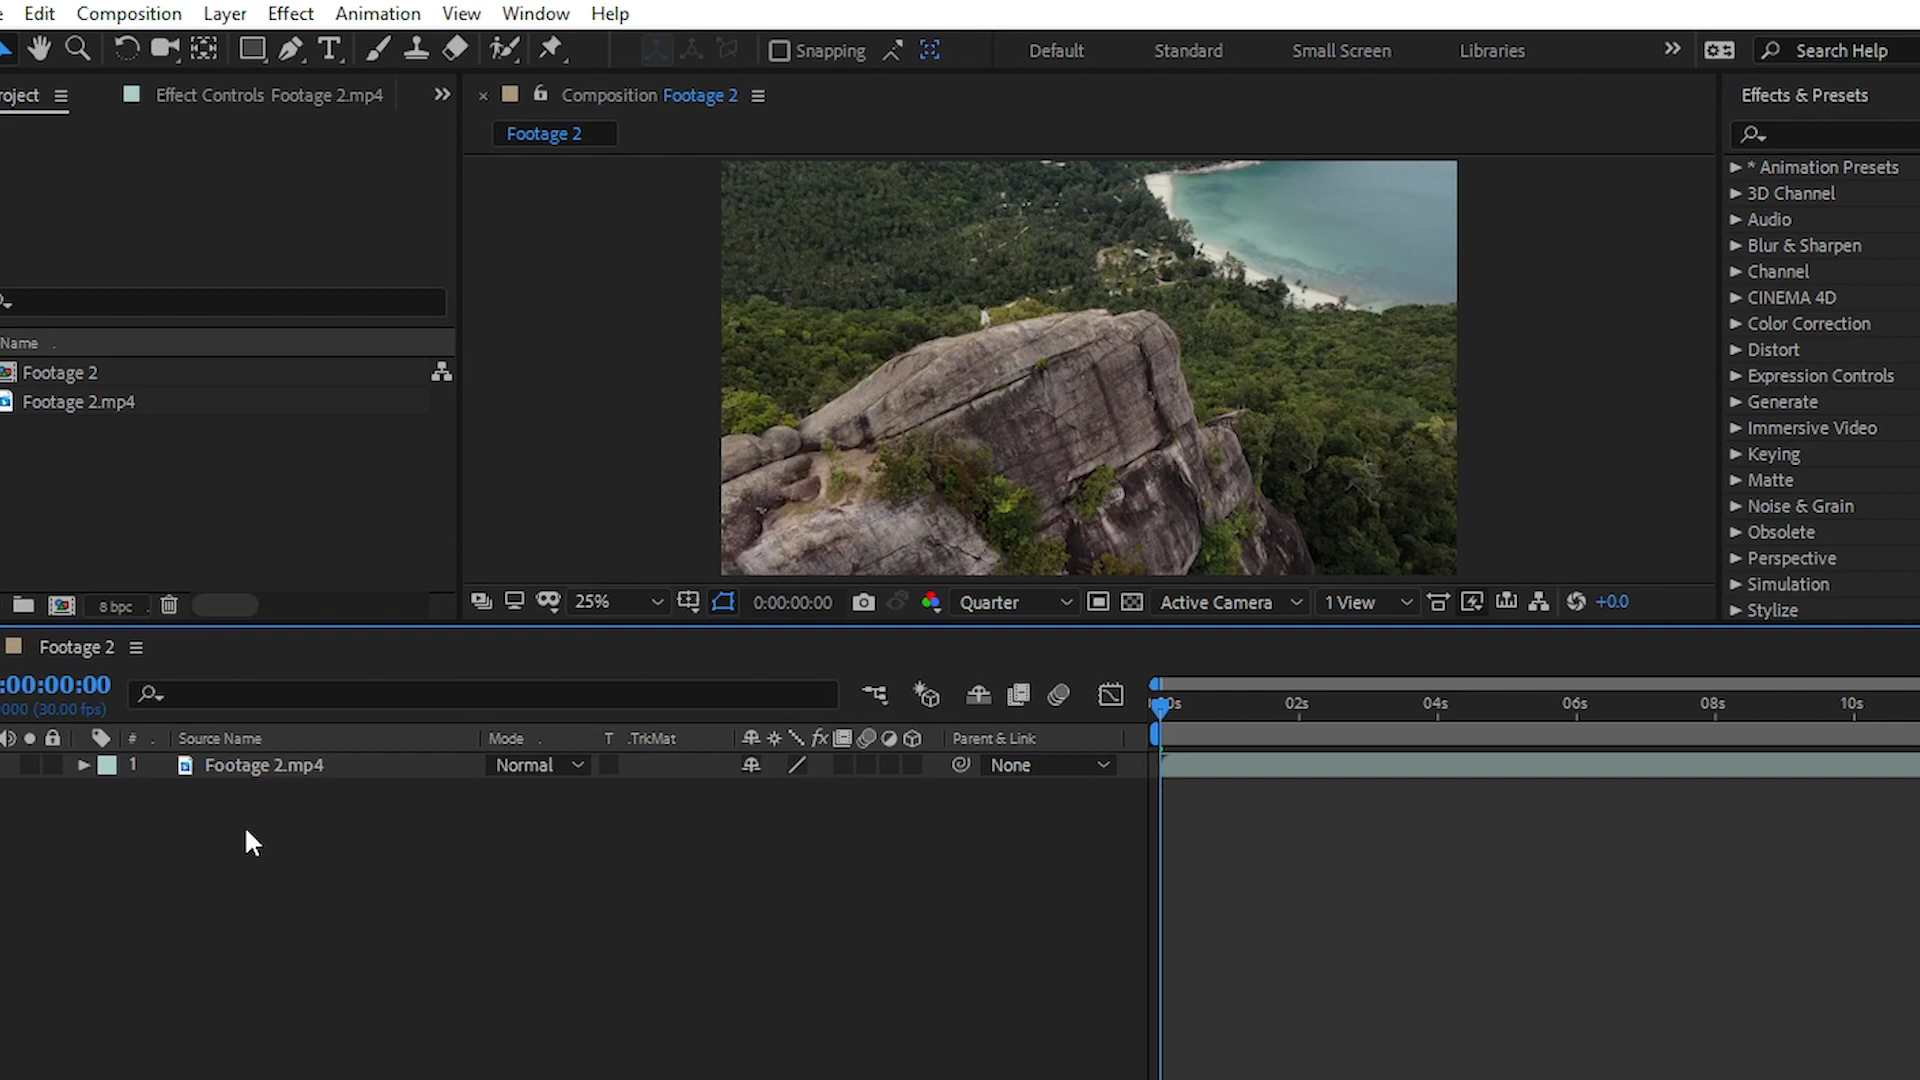 Edit Composition Layer Effect Animation View Window Help
Snapping Default Standard Small Screen Libraries Search Help
roject Effect Controls Footage 2.mp4 Composition Footage 2 Effects & Presets
Footage 2
* Animation Presets
3D Channel
Audio
Blur & Sharpen
Channel
CINEMA 4D
Color Correction
Distort
Expression Controls
Generate
Immersive Video
Keying
Matte
Noise & Grain
Obsolete
Perspective
Simulation
Stylize
Name
Footage 2
Footage 2.mp4
8 bpc 25% 0:00:00:00 Quarter Active Camera 1 View +0.0
Footage 2
:00:00:00
0000 (30.00 fps)
02s 04s 06s 08s 10s
# Source Name Mode T .TrkMat fx Parent & Link
1 Footage 2.mp4 Normal None